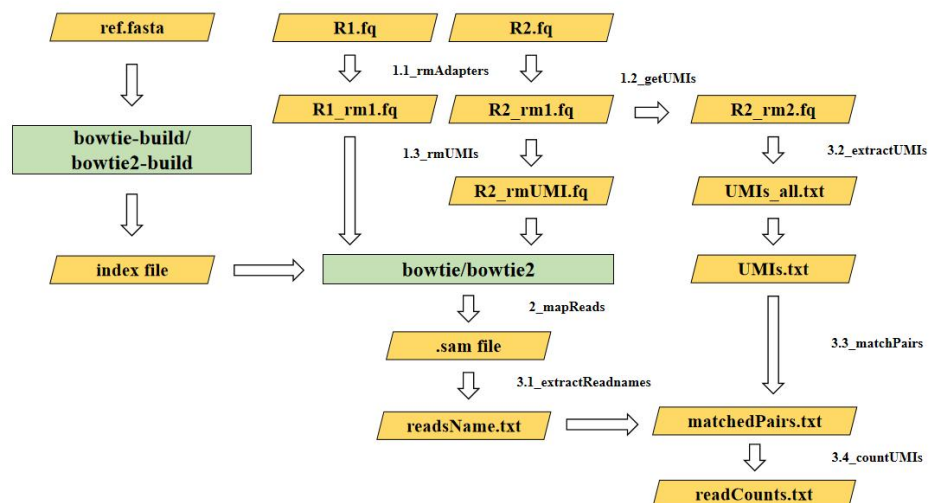 ref.fasta
R1.fq
R2.fq
1.1_rmAdapters
1.2_getUMIs
R1_rm1.fq
R2_rm1.fq
R2_rm2.fq
bowtie-build/
bowtie2-build
1.3_rmUMIs
3.2_extractUMIs
R2_rmUMI.fq
UMIs_all.txt
index file
bowtie/bowtie2
UMIs.txt
2_mapReads
.sam file
3.3_matchPairs
3.1_extractReadnames
readsName.txt
matchedPairs.txt
3.4_countUMIs
readCounts.txt